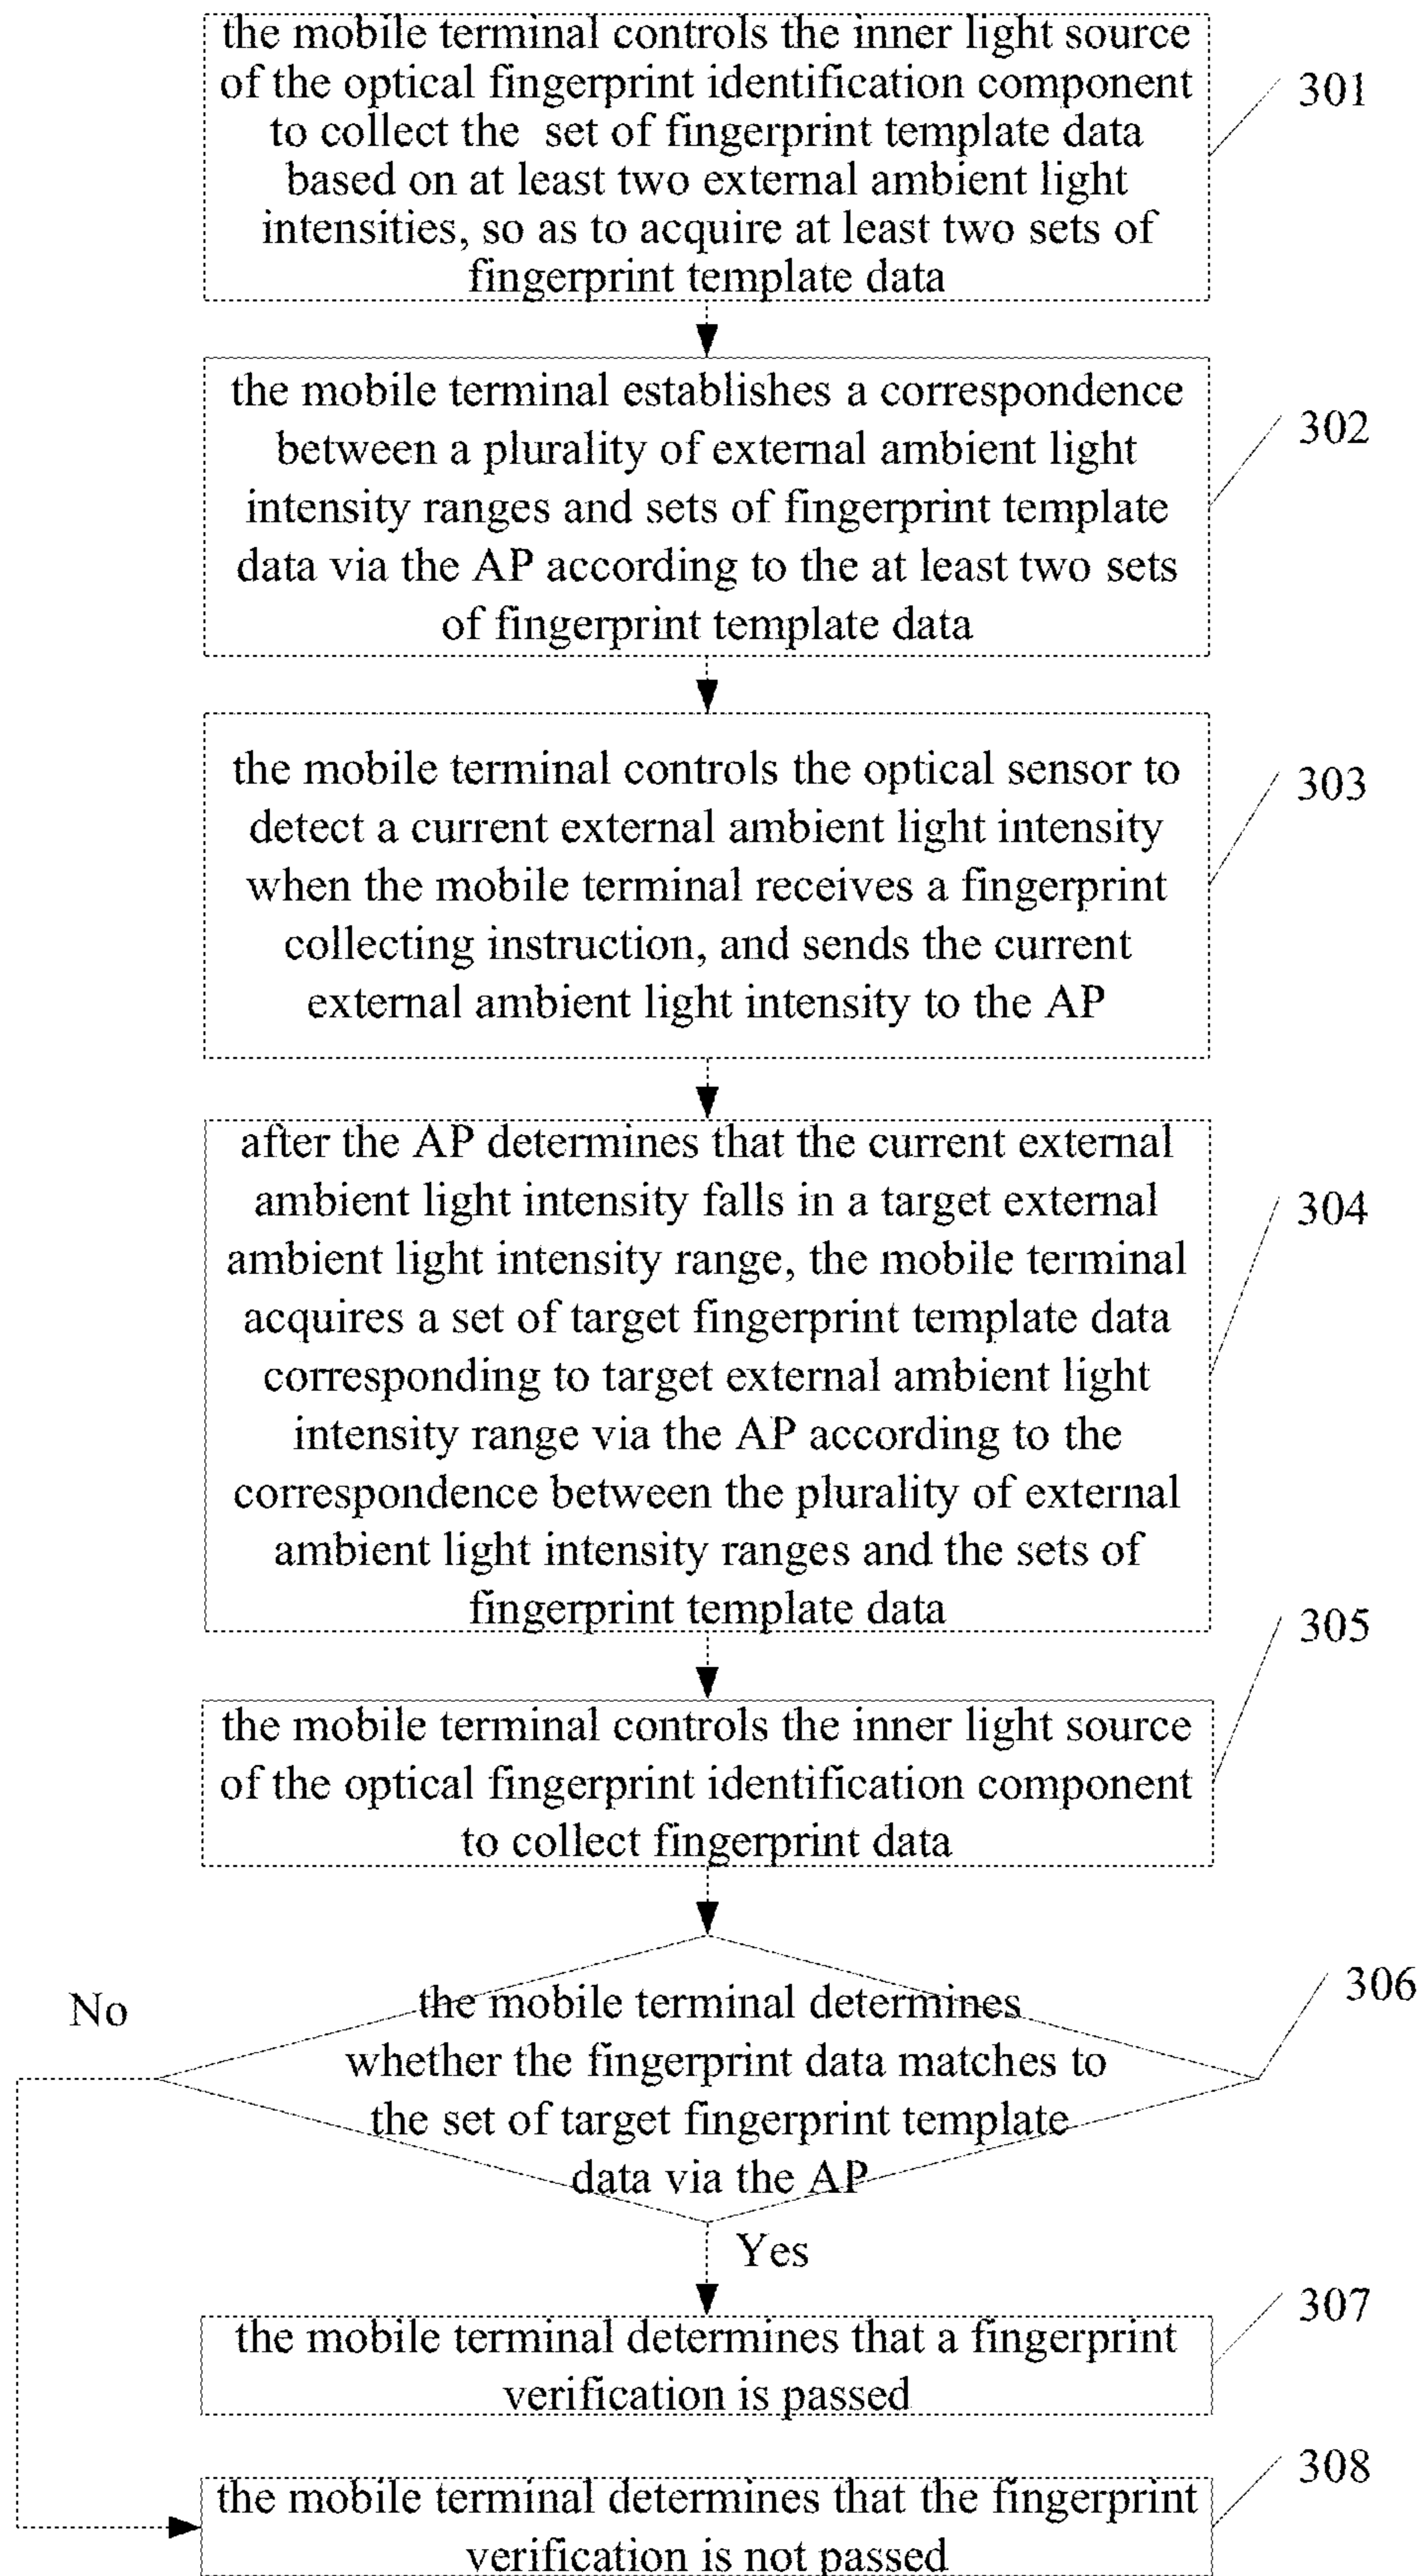 the mobile terminal controls the inner light source
of the optical fingerprint identification component
to collect the set of fingerprint template data
based on at least two external ambient light
intensities, so as to acquire at least two sets of
fingerprint template data
301
the mobile terminal establishes a correspondence
between a plurality of external ambient light
intensity ranges and sets of fingerprint template
data via the AP according to the at least two sets
of fingerprint template data
302
the mobile terminal controls the optical sensor to
detect a current external ambient light intensity
when the mobile terminal receives a fingerprint
collecting instruction, and sends the current
external ambient light intensity to the AP
303
after the AP determines that the current external
ambient light intensity falls in a target external
ambient light intensity range, the mobile terminal
acquires a set of target fingerprint template data
corresponding to target external ambient light
intensity range via the AP according to the
correspondence between the plurality of external
ambient light intensity ranges and the sets of
fingerprint template data
304
the mobile terminal controls the inner light source
of the optical fingerprint identification component
to collect fingerprint data
305
the mobile terminal determines
whether the fingerprint data matches to
the set of target fingerprint template
data via the AP
306
No
Yes
the mobile terminal determines that a fingerprint
verification is passed
307
the mobile terminal determines that the fingerprint
verification is not passed
308